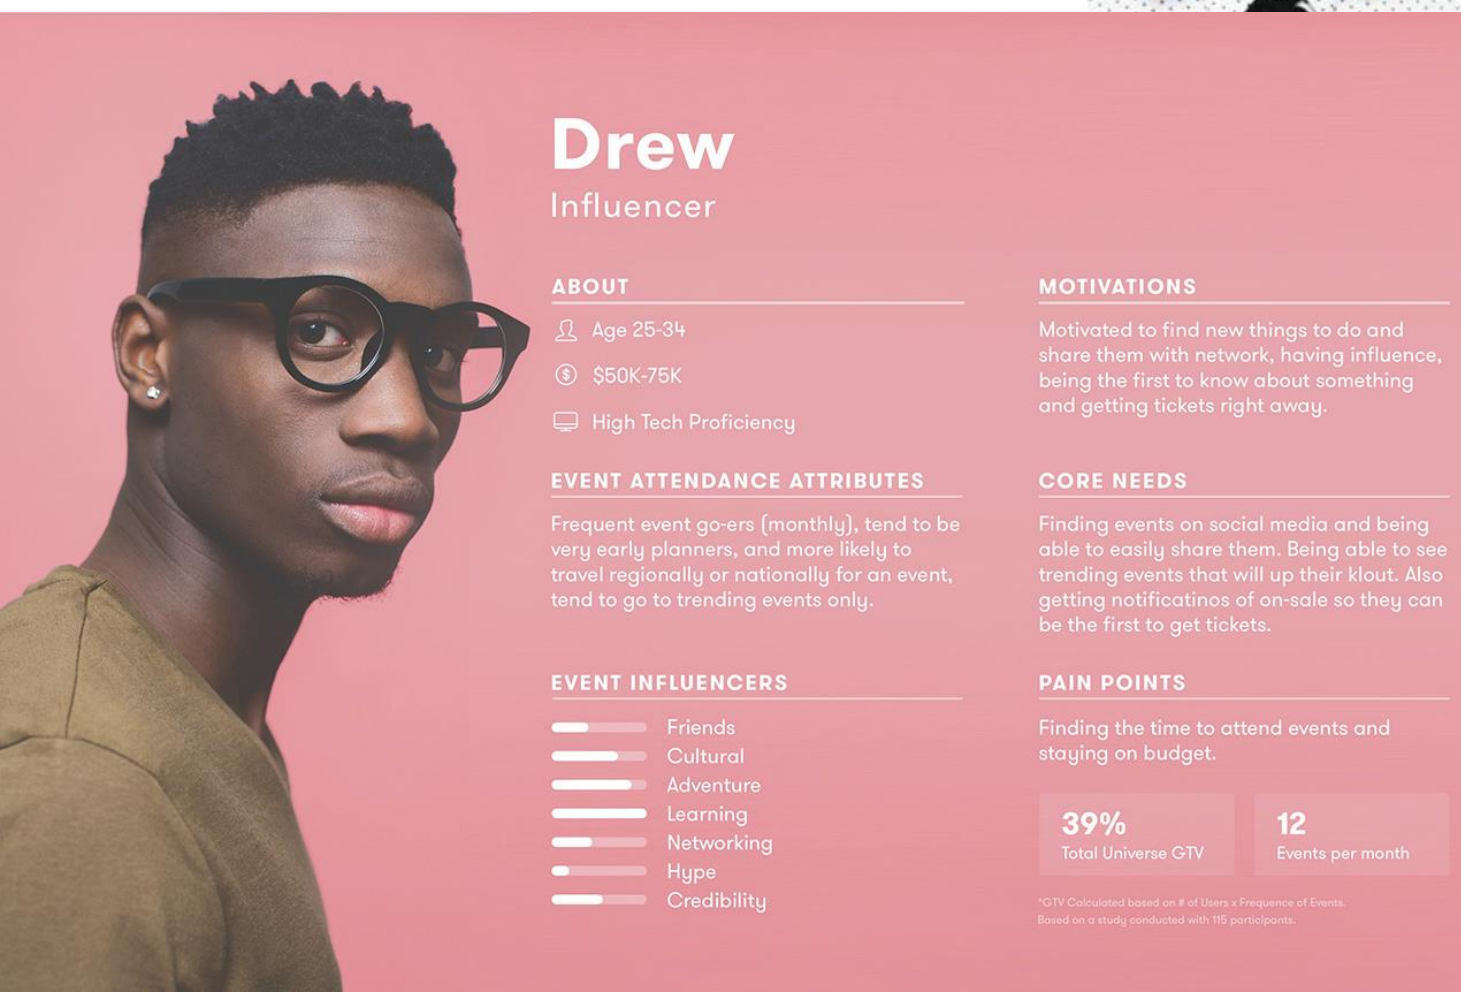 Drew
Influencer
ABOUT
Age 25-34
$50K-75K
High Tech Proficiency
EVENT ATTENDANCE ATTRIBUTES
Frequent event go-ers (monthly), tend to be
very early planners, and more likely to
travel regionally or nationally for an event,
tend to go to trending events only.
EVENT INFLUENCERS
Friends
Cultural
Adventure
Learning
Networking
Hype
Credibility
MOTIVATIONS
Motivated to find new things to do and
share them with network, having influence,
being the first to know about something
and getting tickets right away.
CORE NEEDS
Finding events on social media and being
able to easily share them. Being able to see
trending events that will up their klout. Also
getting notificatinos of on-sale so they can
be the first to get tickets.
PAIN POINTS
Finding the time to attend events and
staying on budget.
39%
Total Universe GTV
12
Events per month
*GTV Calculated based on # of Users x Frequence of Events.
Based on a study conducted with 115 participants.